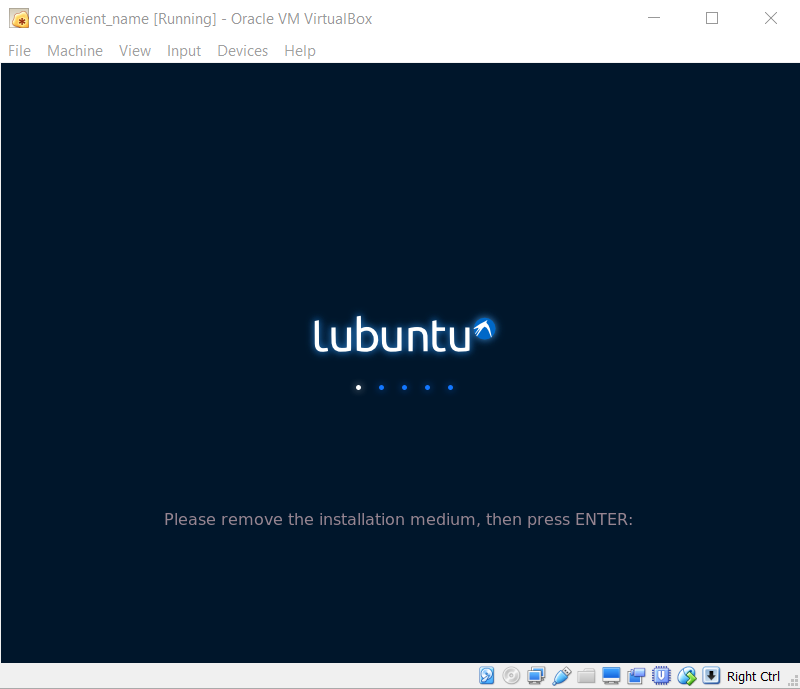 convenient_name [Running] - Oracle VM VirtualBox
File Machine View Input Devices Help
lubuntu
Please remove the installation medium, then press ENTER:
Right Ctrl